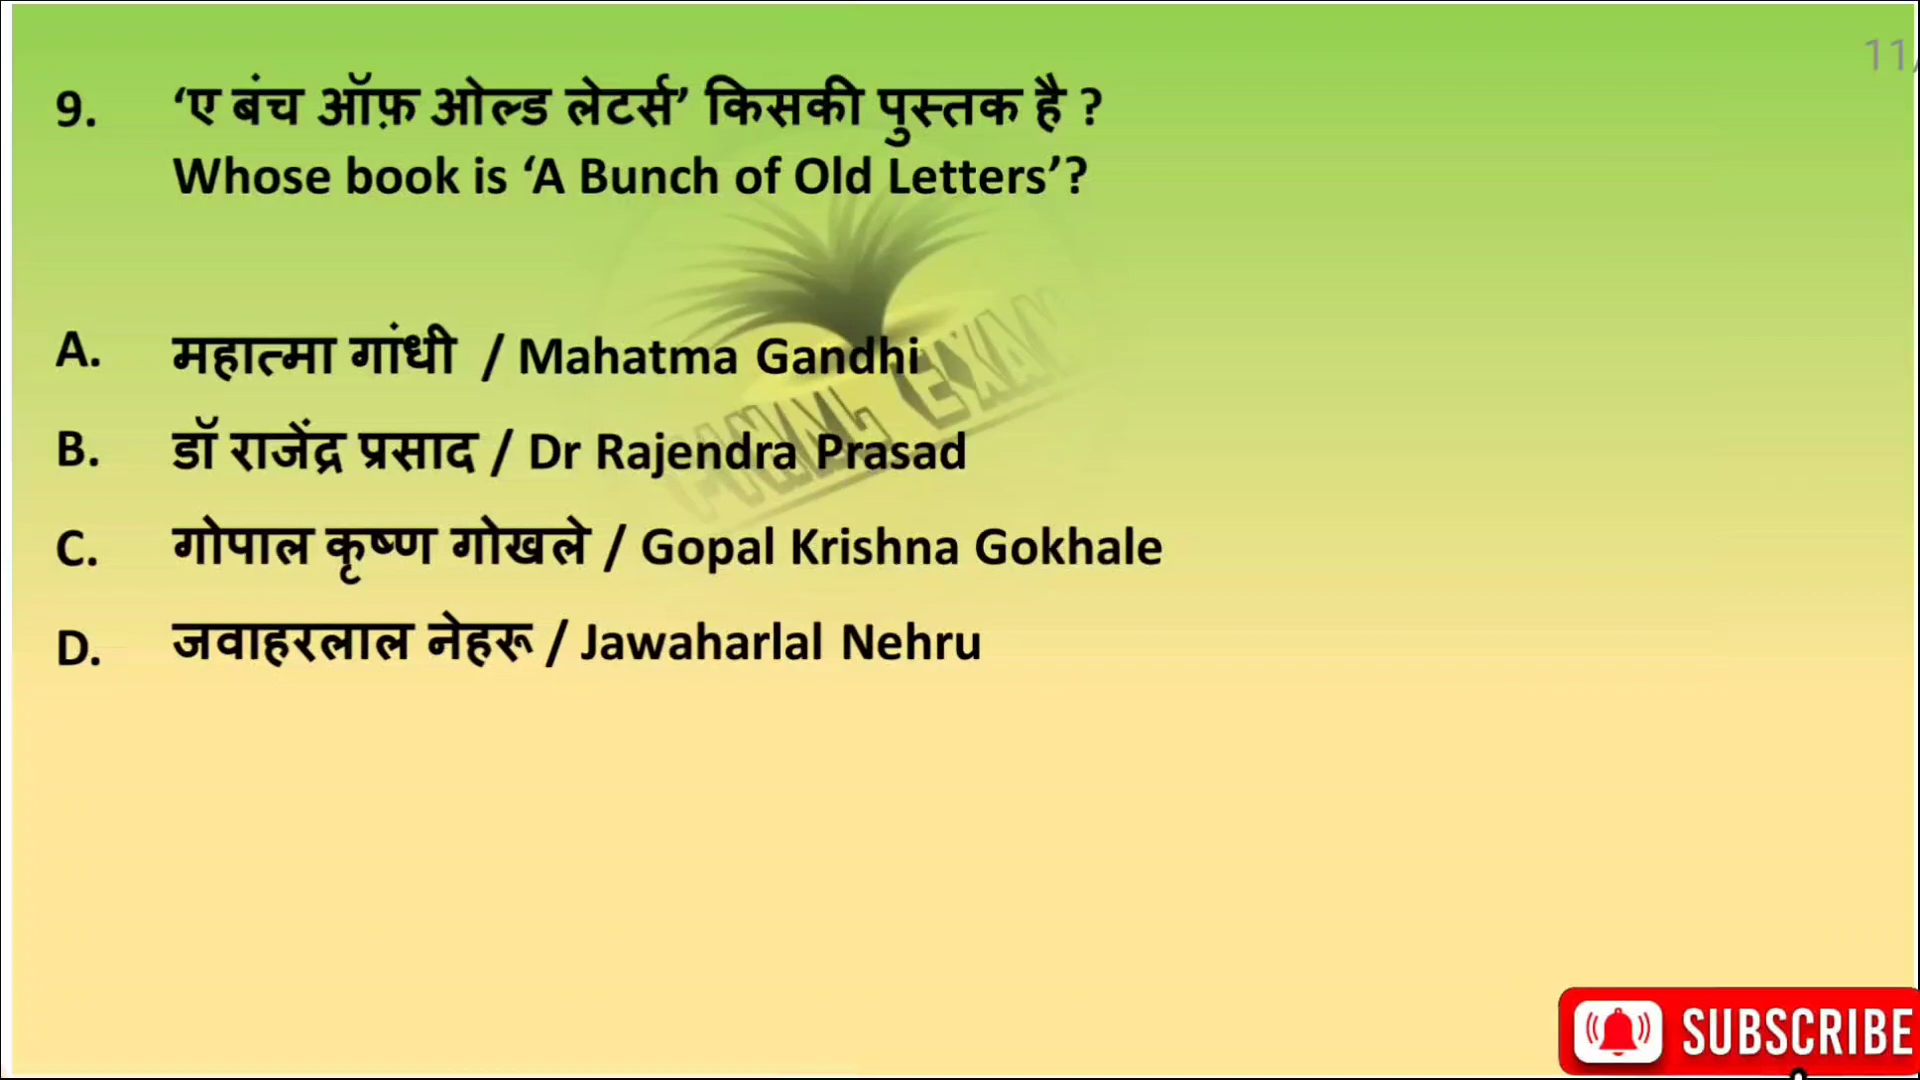 11/
9. ‘ए बंच ऑफ़ ओल्ड लेटर्स’ किसकी पुस्तक है ?
Whose book is ‘A Bunch of Old Letters’?
A. महात्मा गांधी / Mahatma Gandhi
B. डॉ राजेंद्र प्रसाद / Dr Rajendra Prasad
C. गोपाल कृष्ण गोखले / Gopal Krishna Gokhale
D. जवाहरलाल नेहरू / Jawaharlal Nehru
SUBSCRIBE